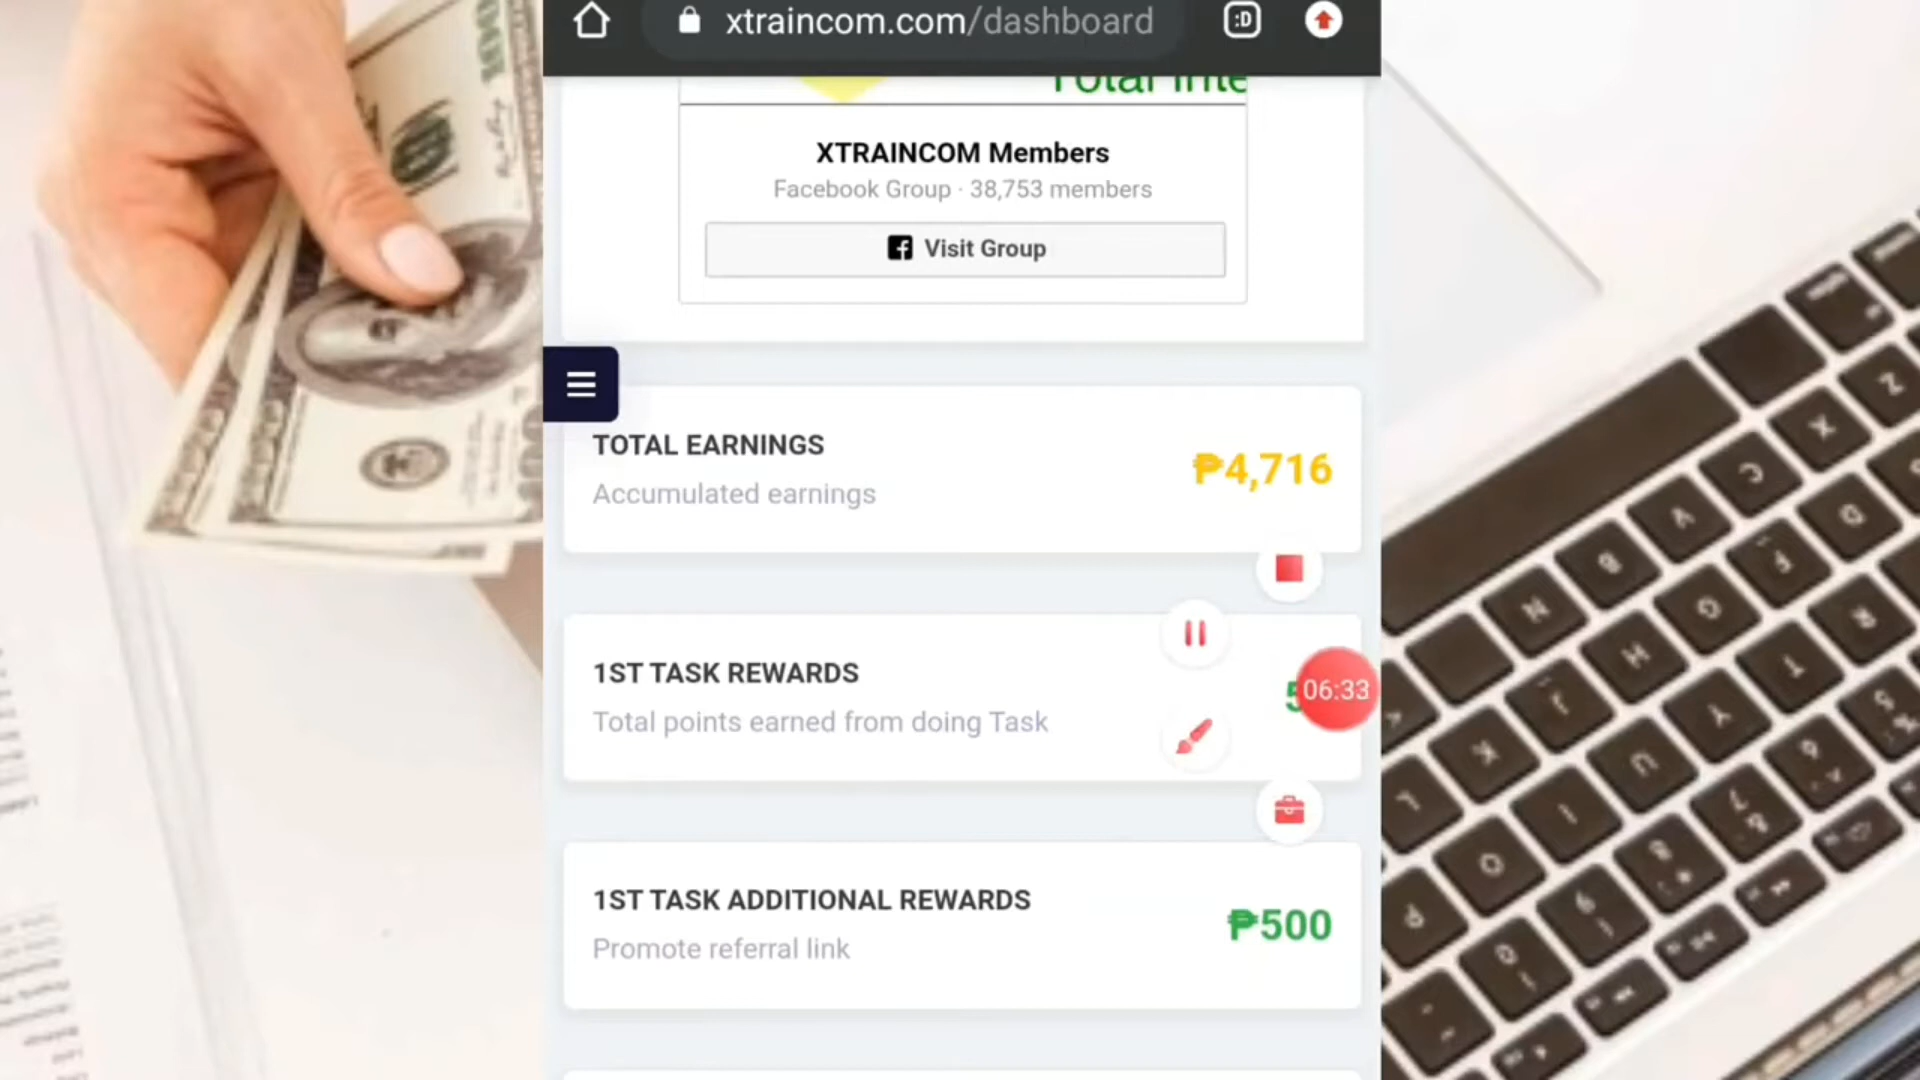 xtraincom.com/dashboard
:D
XTRAINCOM Members
Facebook Group · 38,753 members
Visit Group
TOTAL EARNINGS
₱4,716
Accumulated earnings
1ST TASK REWARDS
06:33
Total points earned from doing Task
1ST TASK ADDITIONAL REWARDS
₱500
Promote referral link